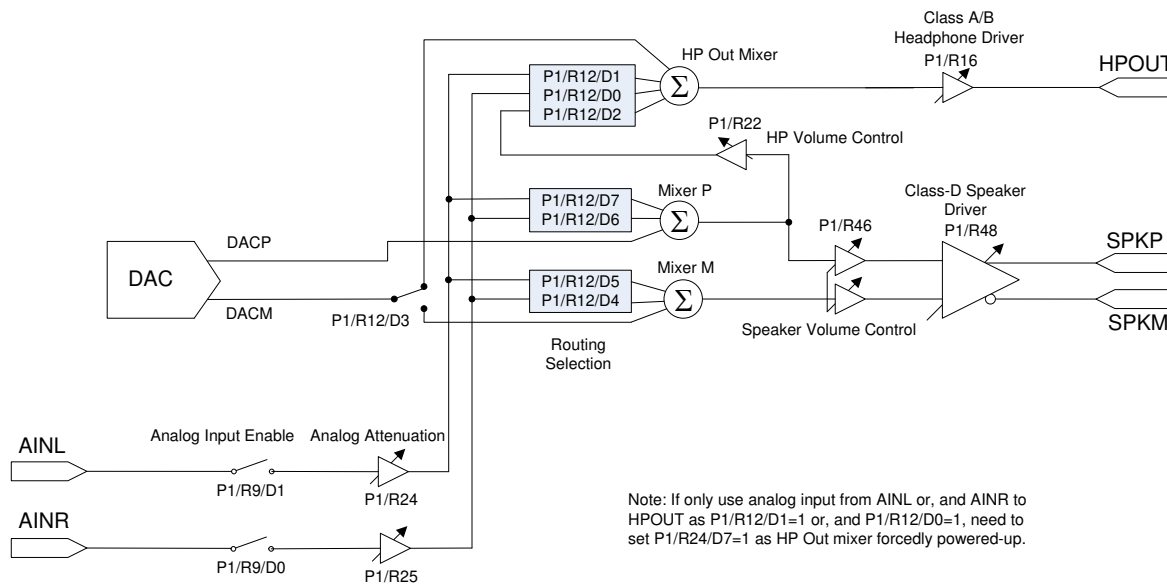 Class A/B
Headphone Driver
P1/R16
HPOUT
HP Out Mixer
P1/R12/D1
P1/R12/D0
P1/R12/D2
Σ
P1/R22
HP Volume Control
Mixer P
P1/R12/D7
P1/R12/D6
Σ
Class-D Speaker
Driver
P1/R48
P1/R46
SPKP
DAC
DACP
DACM
P1/R12/D3
Mixer M
P1/R12/D5
P1/R12/D4
Σ
Speaker Volume Control
SPKM
Routing
Selection
AINL
Analog Input Enable
Analog Attenuation
P1/R9/D1
P1/R24
AINR
P1/R9/D0
P1/R25
Note: If only use analog input from AINL or, and AINR to
HPOUT as P1/R12/D1=1 or, and P1/R12/D0=1, need to
set P1/R24/D7=1 as HP Out mixer forcedly powered-up.